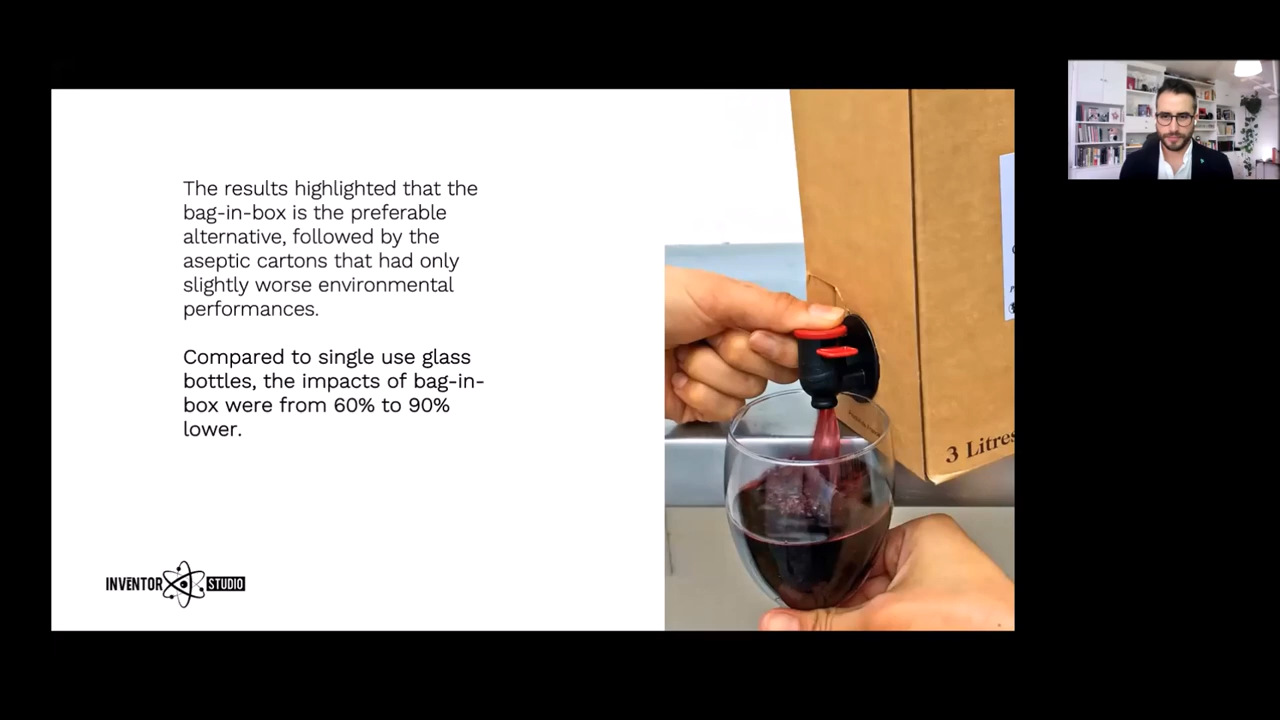 The results highlighted that the
bag-in-box is the preferable
alternative, followed by the
aseptic cartons that had only
slightly worse environmental
performances.
Compared to single use glass
bottles, the impacts of bag-in-
box were from 60% to 90%
lower.
3 Litres
INVENTOR STUDIO